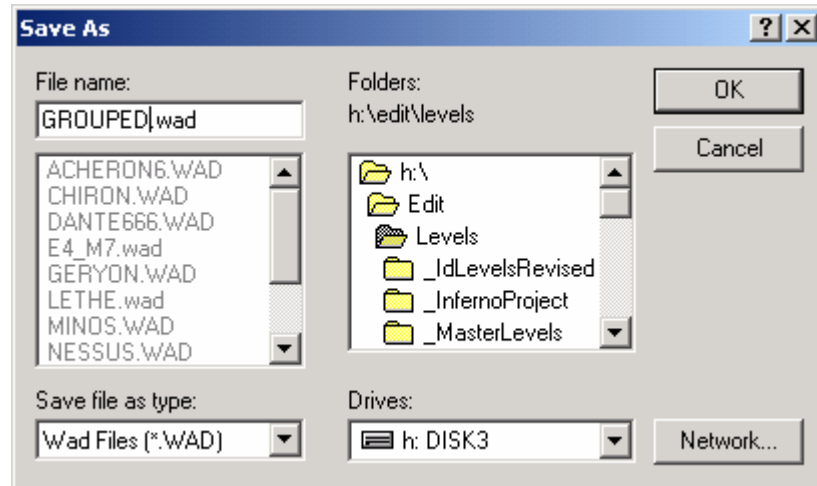 Save As
File name:
GROUPED.wad
ACHERON6.WAD
CHIRON.WAD
DANTE666.WAD
E4_M7.wad
GERYON.WAD
LETHE.wad
MINOS.WAD
NESSUS.WAD
Save file as type:
Wad Files (*.WAD)
Folders:
h:\edit\levels
h:\
Edit
Levels
_IdLevelsRevised
_InfernoProject
_MasterLevels
Drives:
h: DISK3
OK
Cancel
Network...